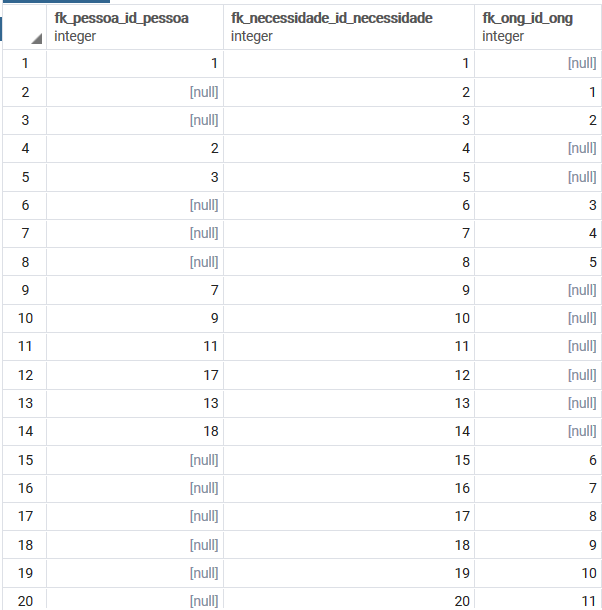 fk_pessoa_id_pessoa fk_necessidade_id_necessidade fk_ong_id_ong
integer integer integer
1 1 1 [null]
2 [null] 2 1
3 [null] 3 2
4 2 4 [null]
5 3 5 [null]
6 [null] 6 3
7 [null] 7 4
8 [null] 8 5
9 7 9 [null]
10 9 10 [null]
11 11 11 [null]
12 17 12 [null]
13 13 13 [null]
14 18 14 [null]
15 [null] 15 6
16 [null] 16 7
17 [null] 17 8
18 [null] 18 9
19 [null] 19 10
20 [null] 20 11